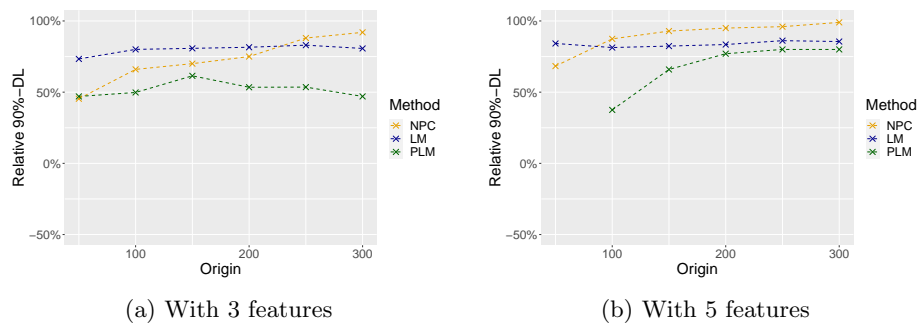 100%
50%
0%
−50%
Relative 90%−DL
100
200
300
Origin
Method
NPC
LM
PLM
(a) With 3 features
100%
50%
0%
−50%
Relative 90%−DL
100
200
300
Origin
Method
NPC
LM
PLM
(b) With 5 features